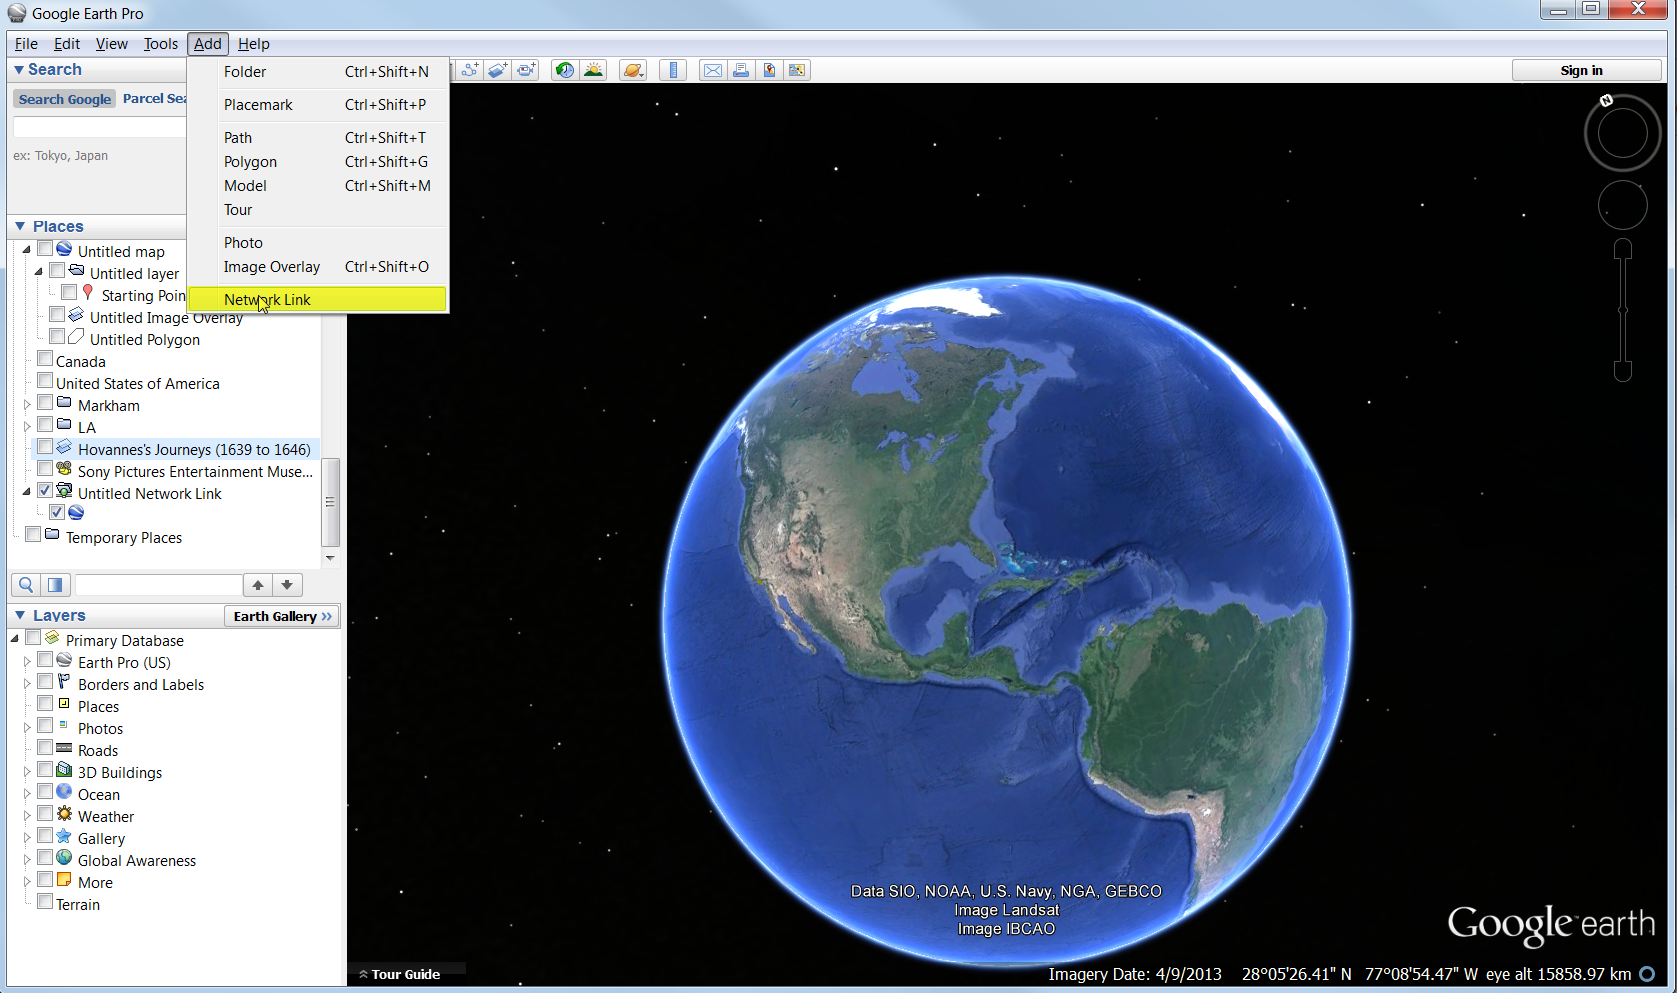 Google Earth Pro
File Edit View Tools Add Help
Search
Search Google Parcel Sea
ex: Tokyo, Japan
Folder Ctrl+Shift+N
Placemark Ctrl+Shift+P
Path Ctrl+Shift+T
Polygon Ctrl+Shift+G
Model Ctrl+Shift+M
Tour
Photo
Image Overlay Ctrl+Shift+O
Network Link
Sign in
N
Places
Untitled map
Untitled layer
Starting Poin
Untitled Image Overlay
Untitled Polygon
Canada
United States of America
Markham
LA
Hovannes's Journeys (1639 to 1646)
Sony Pictures Entertainment Muse...
Untitled Network Link
Temporary Places
Layers
Earth Gallery >>
Primary Database
Earth Pro (US)
Borders and Labels
Places
Photos
Roads
3D Buildings
Ocean
Weather
Gallery
Global Awareness
More
Terrain
Data SIO, NOAA, U.S. Navy, NGA, GEBCO
Image Landsat
Image IBCAO
Google earth
Tour Guide
Imagery Date: 4/9/2013 28°05'26.41" N 77°08'54.47" W eye alt 15858.97 km